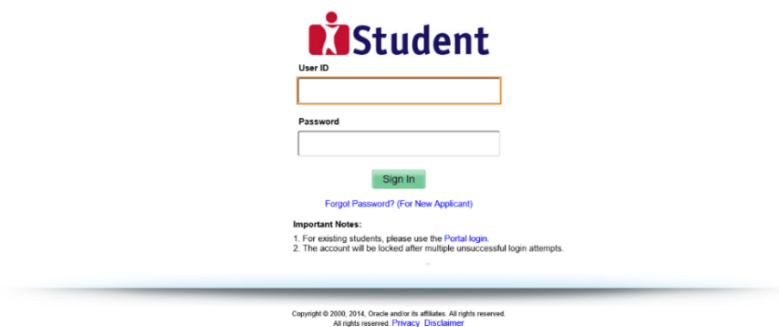 iStudent
User ID
Password
Sign In
Forgot Password? (For New Applicant)
Important Notes:
1. For existing students, please use the Portal login.
2. The account will be locked after multiple unsuccessful login attempts.
Copyright © 2000, 2014, Oracle and/or its affiliates. All rights reserved.
All rights reserved. Privacy Disclaimer